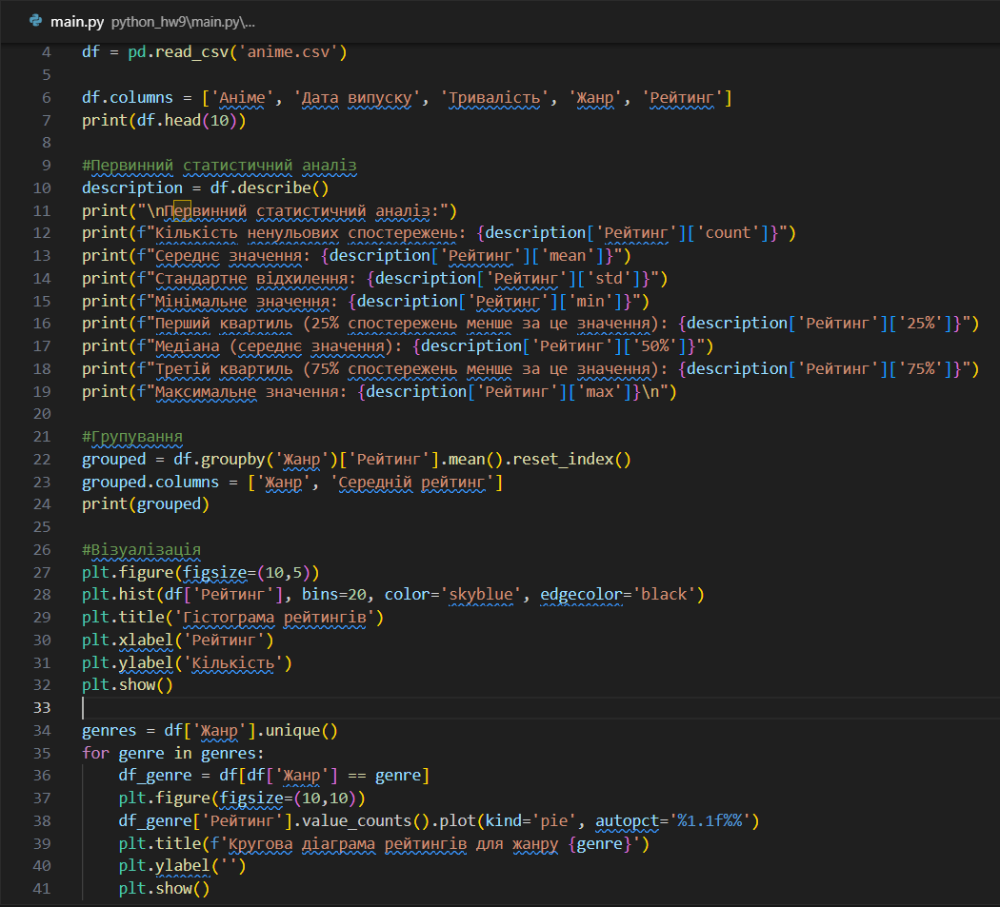 main.py python_hw9\main.py\...
4 df = pd.read_csv('anime.csv')
5
6 df.columns = ['Аніме', 'Дата випуску', 'Тривалість', 'Жанр', 'Рейтинг']
7 print(df.head(10))
8
9 #Первинний статистичний аналіз
10 description = df.describe()
11 print("\nПервинний статистичний аналіз:")
12 print(f"Кількість ненульових спостережень: {description['Рейтинг']['count']}")
13 print(f"Середнє значення: {description['Рейтинг']['mean']}")
14 print(f"Стандартне відхилення: {description['Рейтинг']['std']}")
15 print(f"Мінімальне значення: {description['Рейтинг']['min']}")
16 print(f"Перший квартиль (25% спостережень менше за це значення): {description['Рейтинг']['25%']}")
17 print(f"Медіана (середнє значення): {description['Рейтинг']['50%']}")
18 print(f"Третій квартиль (75% спостережень менше за це значення): {description['Рейтинг']['75%']}")
19 print(f"Максимальне значення: {description['Рейтинг']['max']}\n")
20
21 #Групування
22 grouped = df.groupby('Жанр')['Рейтинг'].mean().reset_index()
23 grouped.columns = ['Жанр', 'Середній рейтинг']
24 print(grouped)
25
26 #Візуалізація
27 plt.figure(figsize=(10,5))
28 plt.hist(df['Рейтинг'], bins=20, color='skyblue', edgecolor='black')
29 plt.title('Гістограма рейтингів')
30 plt.xlabel('Рейтинг')
31 plt.ylabel('Кількість')
32 plt.show()
33
34 genres = df['Жанр'].unique()
35 for genre in genres:
36 df_genre = df[df['Жанр'] == genre]
37 plt.figure(figsize=(10,10))
38 df_genre['Рейтинг'].value_counts().plot(kind='pie', autopct='%1.1f%%')
39 plt.title(f'Кругова діаграма рейтингів для жанру {genre}')
40 plt.ylabel('')
41 plt.show()